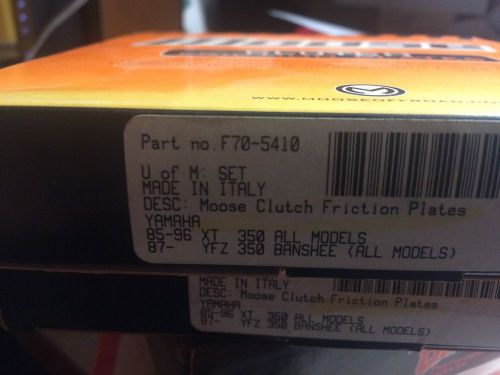 WWW.MOOSEOFFROAD.CO
Part no.F70-5410
U of M: SET
MADE IN ITALY
DESC: Moose Clutch Friction Plates
YAMAHA
85-96 XT 350 ALL MODELS
87- YFZ 350 BANSHEE (ALL MODELS)
MADE IN ITALY
DESC: Moose Clutch Friction Plates
YAMAHA
85-96 XT 350 ALL MODELS
87- YFZ 350 BANSHEE (ALL MODELS)